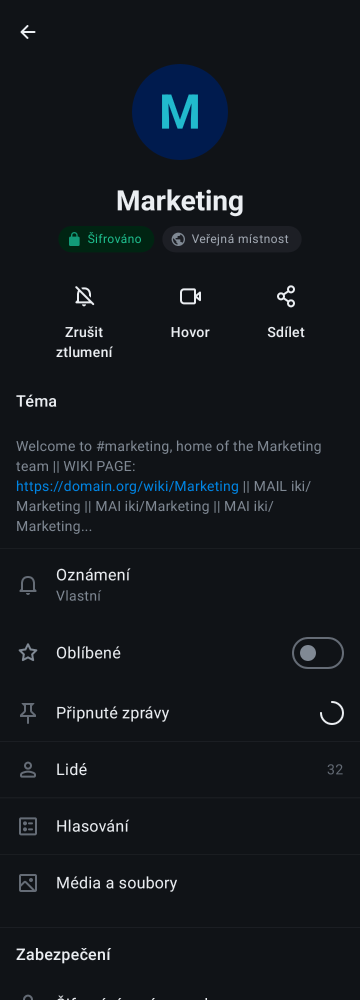 M
Marketing
Šifrováno
Veřejná místnost
Zrušit
ztlumení
Hovor
Sdílet
Téma
Welcome to #marketing, home of the Marketing
team || WIKI PAGE:
https://domain.org/wiki/Marketing || MAIL iki/
Marketing || MAI iki/Marketing || MAI iki/
Marketing...
Oznámení
Vlastní
Oblíbené
Připnuté zprávy
Lidé 32
Hlasování
Média a soubory
Zabezpečení